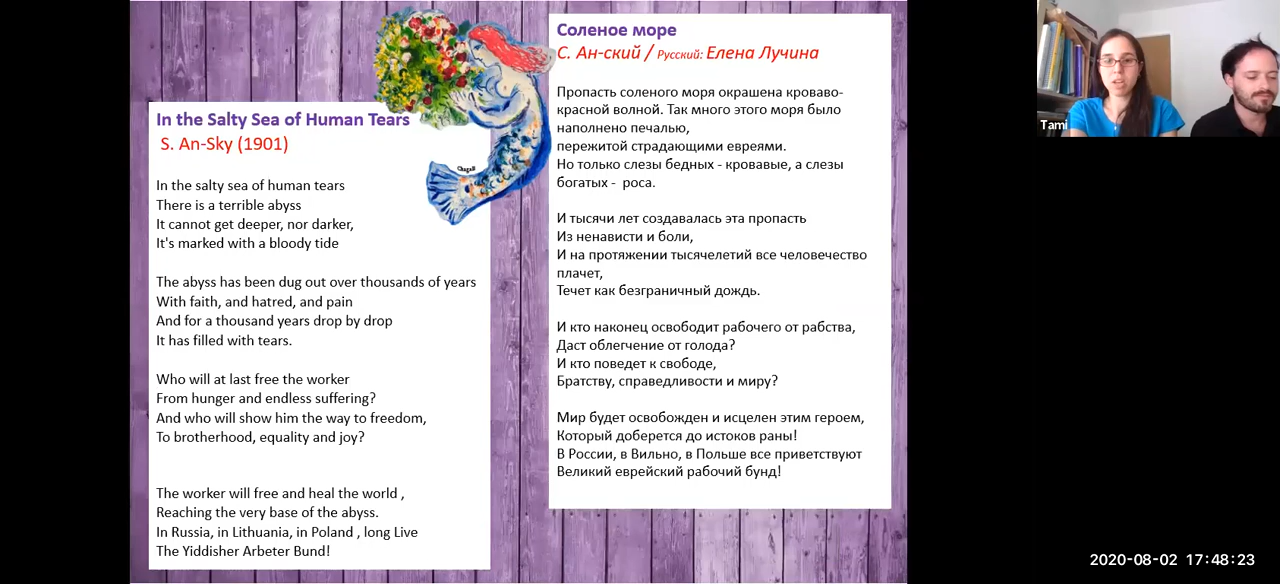 In the Salty Sea of Human Tears
S. An-Sky (1901)
In the salty sea of human tears
There is a terrible abyss
It cannot get deeper, nor darker,
It's marked with a bloody tide
The abyss has been dug out over thousands of years
With faith, and hatred, and pain
And for a thousand years drop by drop
It has filled with tears.
Who will at last free the worker
From hunger and endless suffering?
And who will show him the way to freedom,
To brotherhood, equality and joy?
The worker will free and heal the world ,
Reaching the very base of the abyss.
In Russia, in Lithuania, in Poland , long Live
The Yiddisher Arbeter Bund!
Chagall
Соленое море
С. Ан-ский / Русский: Елена Лучина
Пропасть соленого моря окрашена кроваво-
красной волной. Так много этого моря было
наполнено печалью,
пережитой страдающими евреями.
Но только слезы бедных - кровавые, а слезы
богатых - роса.
И тысячи лет создавалась эта пропасть
Из ненависти и боли,
И на протяжении тысячелетий все человечество
плачет,
Течет как безграничный дождь.
И кто наконец освободит рабочего от рабства,
Даст облегчение от голода?
И кто поведет к свободе,
Братству, справедливости и миру?
Мир будет освобожден и исцелен этим героем,
Который доберется до истоков раны!
В России, в Вильно, в Польше все приветствуют
Великий еврейский рабочий бунд!
Tami
2020-08-02 17:48:23